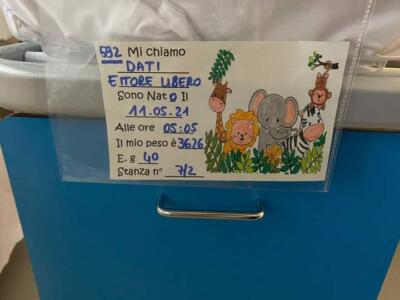 592 Mi chiamo
DATI
ETTORE LIBERO
Sono Nato Il
11.05.21
Alle ore 05:05
Il mio peso è 3626
E. g 40
Stanza n° 7/2